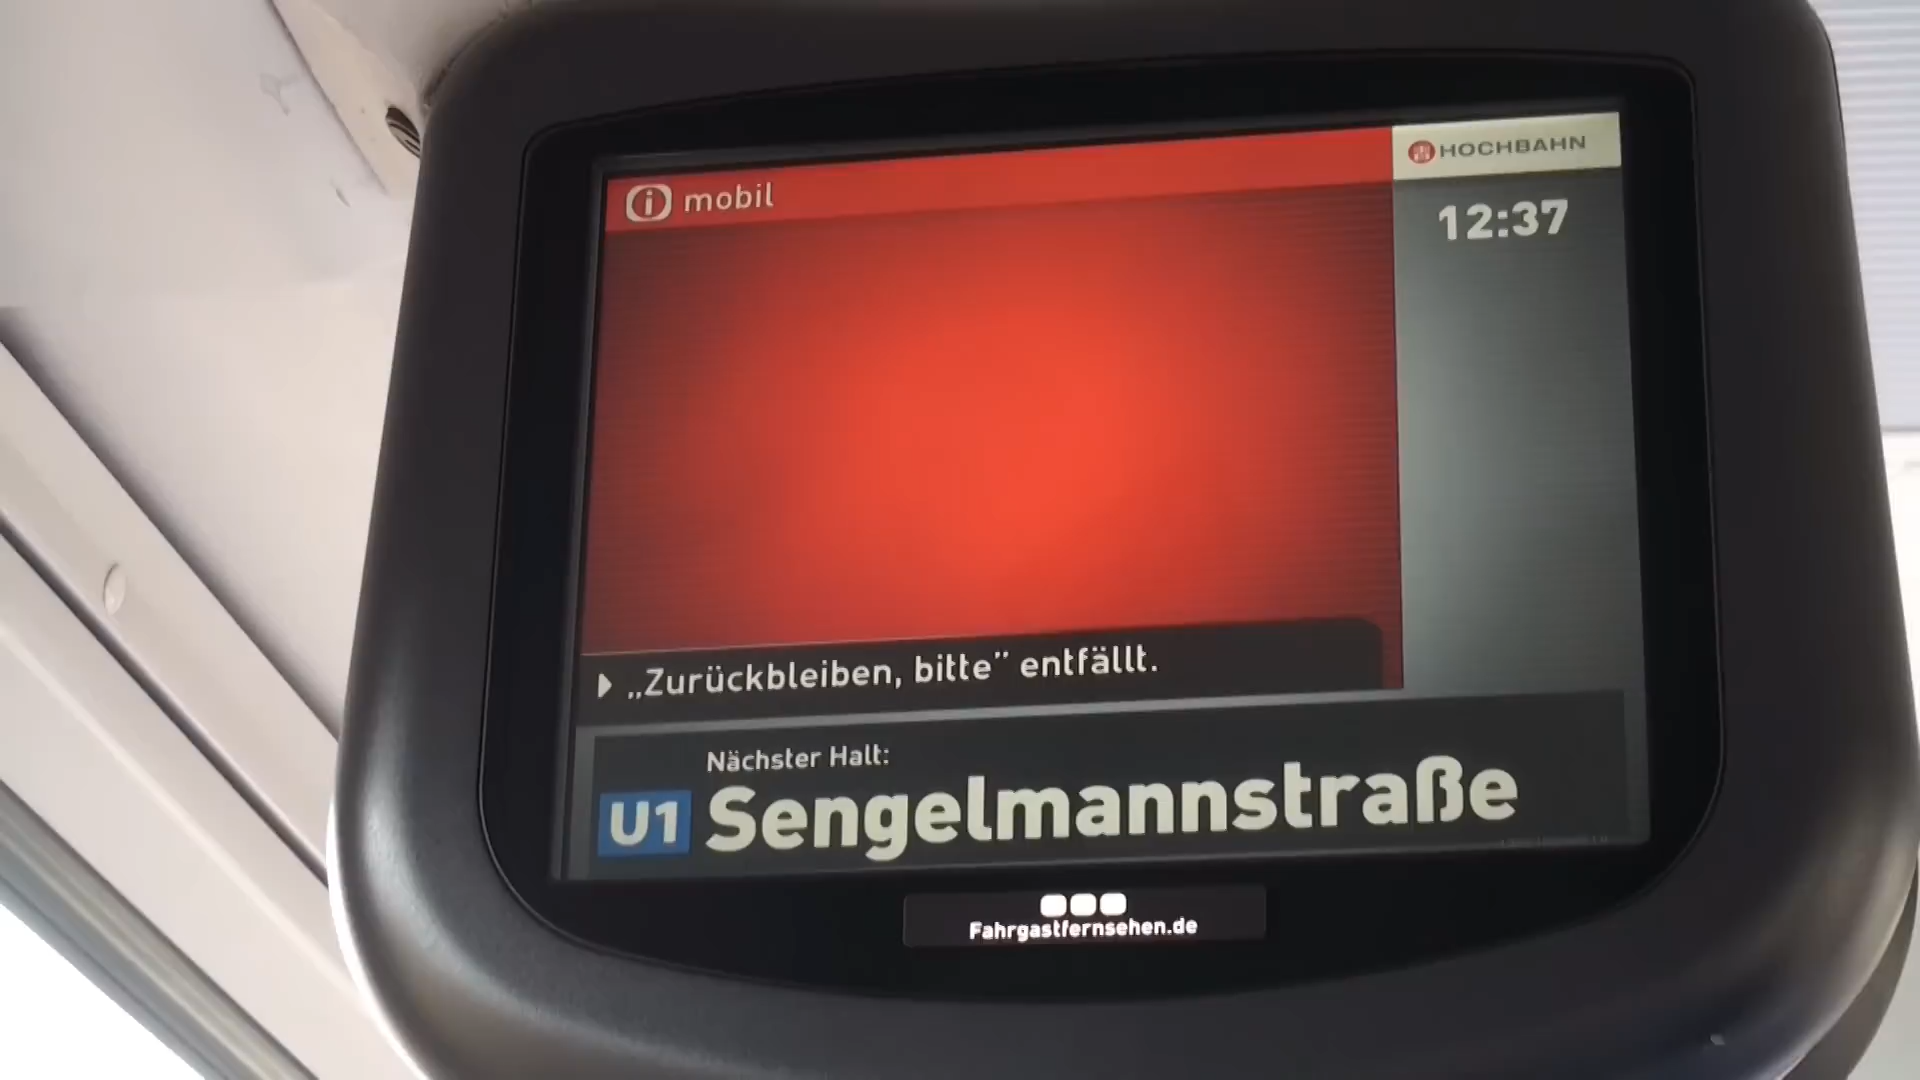 i mobil
HOCHBAHN
12:37
„Zurückbleiben, bitte” entfällt.
Nächster Halt:
U1 Sengelmannstraße
Fahrgastfernsehen.de